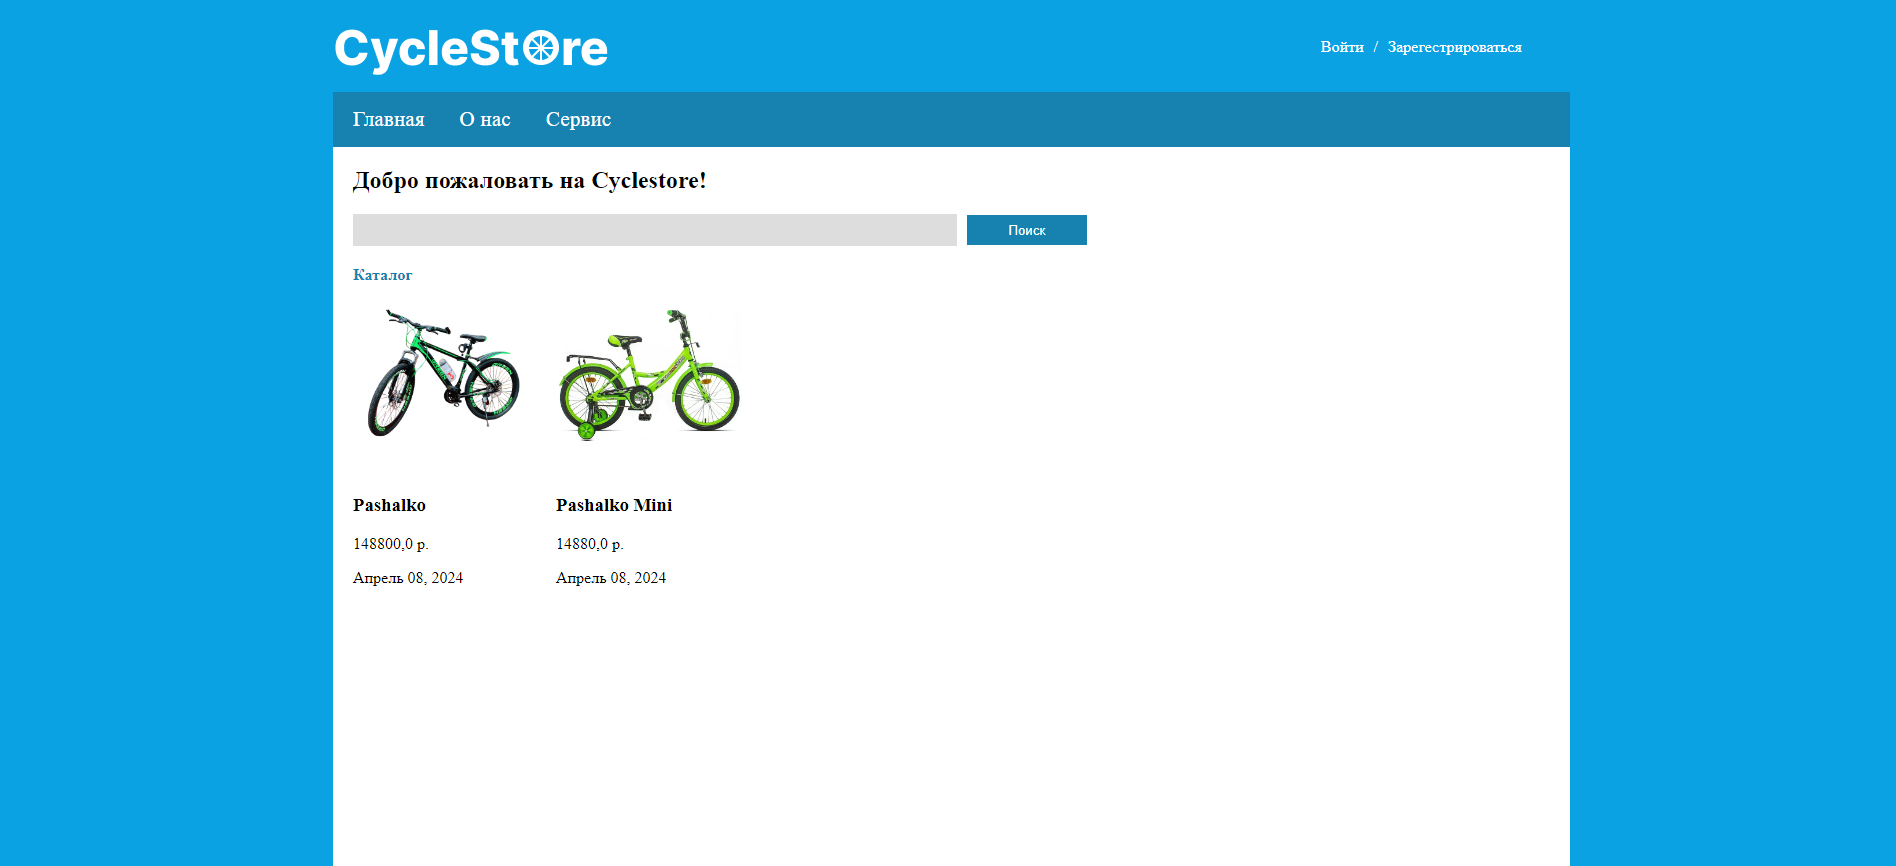 CycleStore
Войти / Зарегестрироваться
Главная О нас Сервис
Добро пожаловать на Cyclestore!
Поиск
Каталог
Pashalko
148800,0 р.
Апрель 08, 2024
Pashalko Mini
14880,0 р.
Апрель 08, 2024